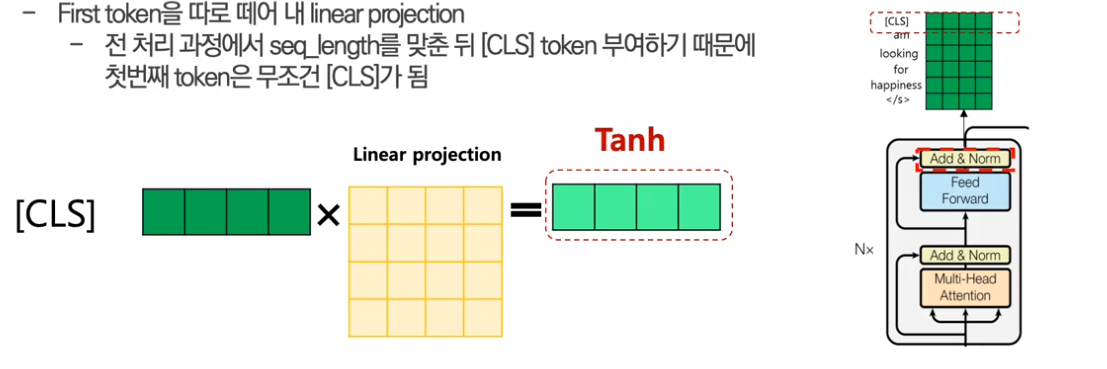 – First token을 따로 떼어 내 linear projection
– 전 처리 과정에서 seq_length를 맞춘 뒤 [CLS] token 부여하기 때문에
첫번째 token은 무조건 [CLS]가 됨
[CLS]
am
looking
for
happiness
</s>
Tanh
Linear projection
[CLS]
×
=
Add & Norm
Feed
Forward
N×
Add & Norm
Multi-Head
Attention